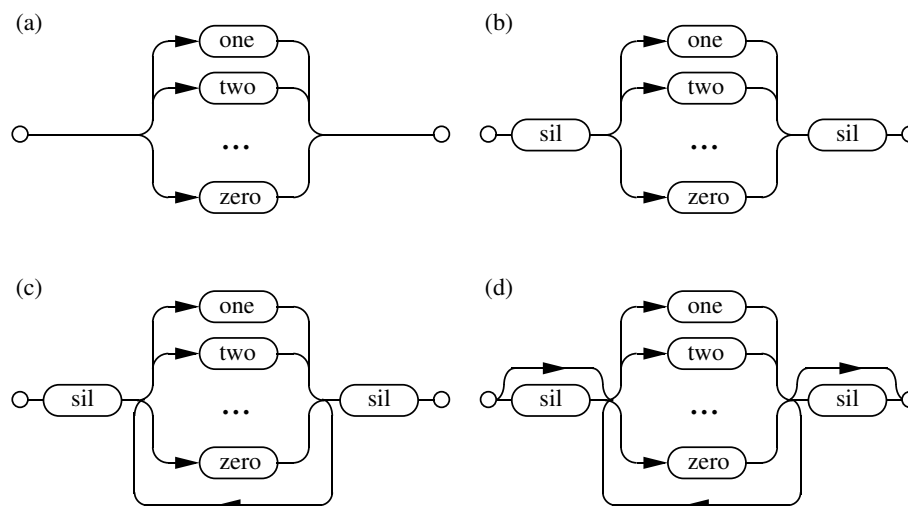 (a)
one
two
...
zero
(b)
one
two
sil
...
sil
zero
(c)
one
two
sil
...
sil
zero
(d)
one
two
sil
...
sil
zero